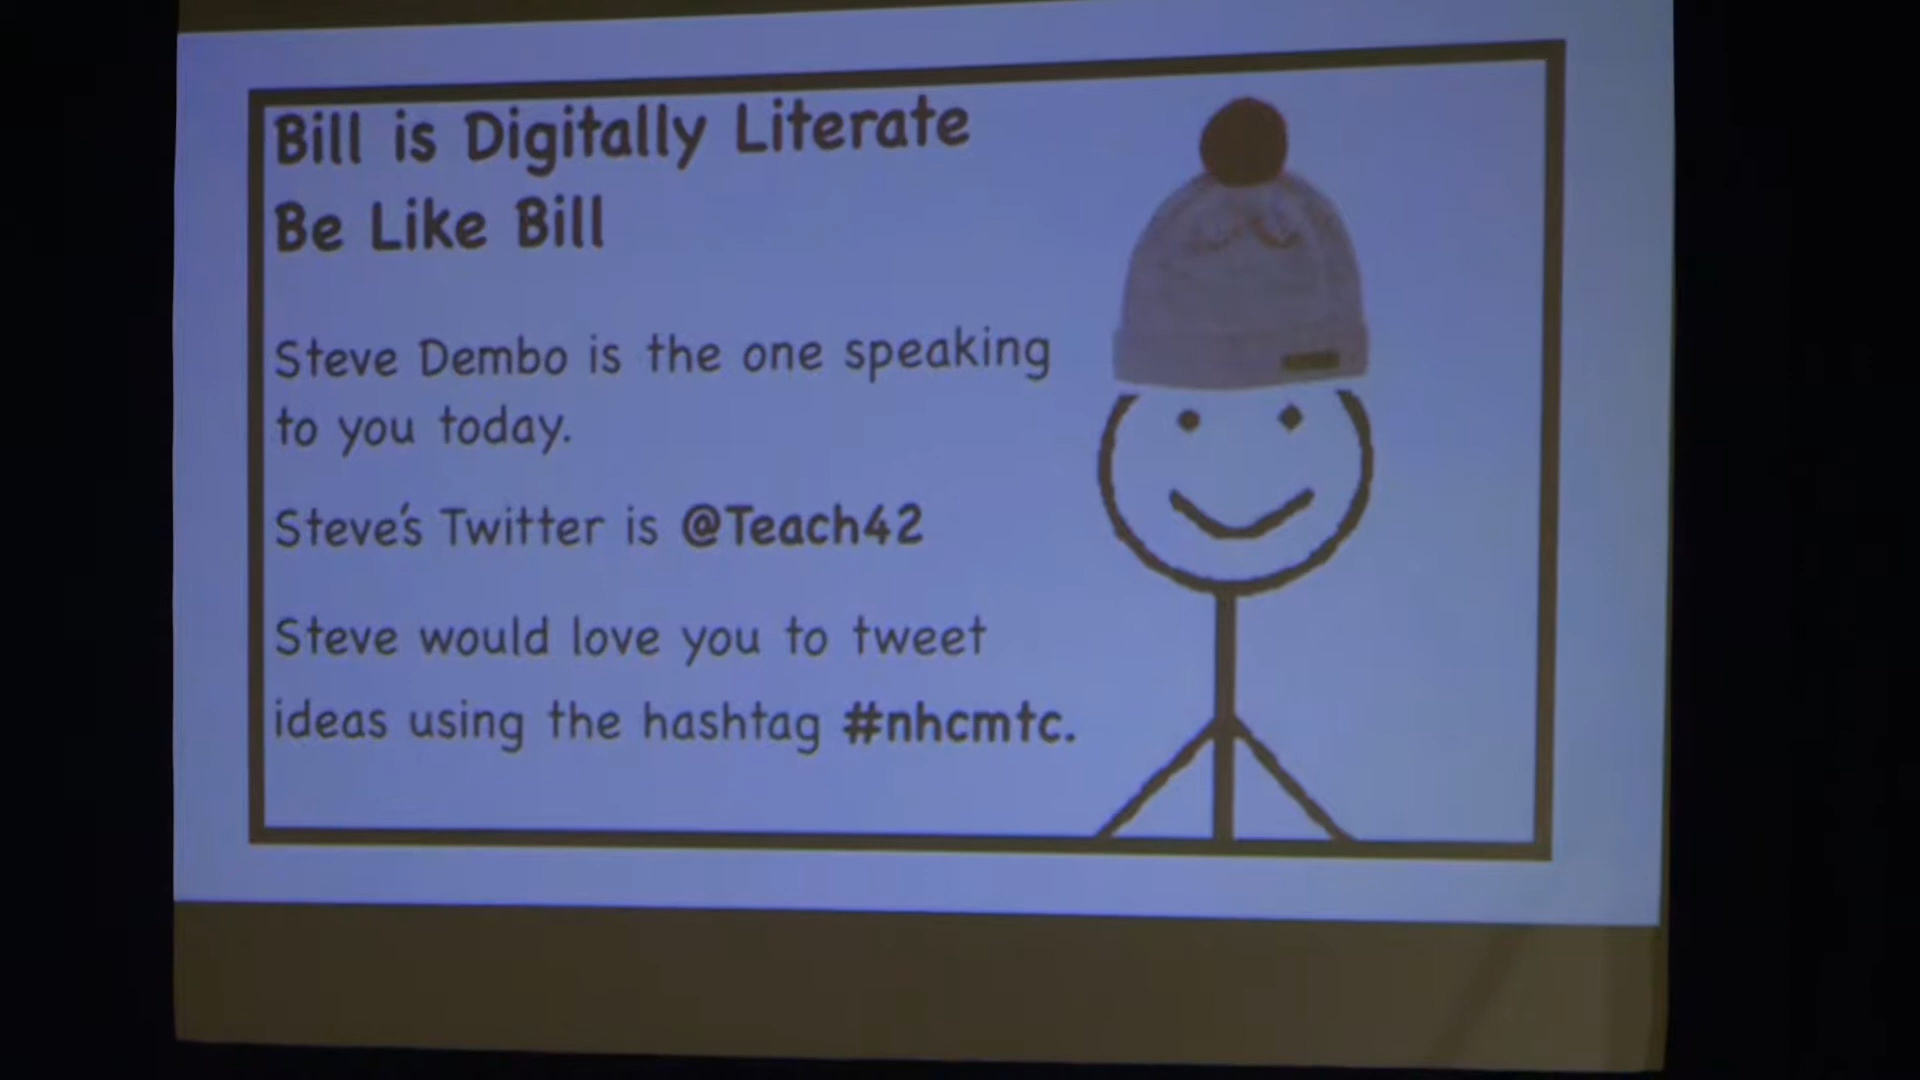 Bill is Digitally Literate
Be Like Bill
Steve Dembo is the one speaking
to you today.
Steve's Twitter is @Teach42
Steve would love you to tweet
ideas using the hashtag #nhcmtc.